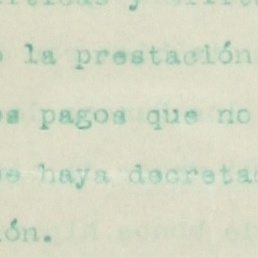 la prestación
pagos que no
haya decreta
ón.